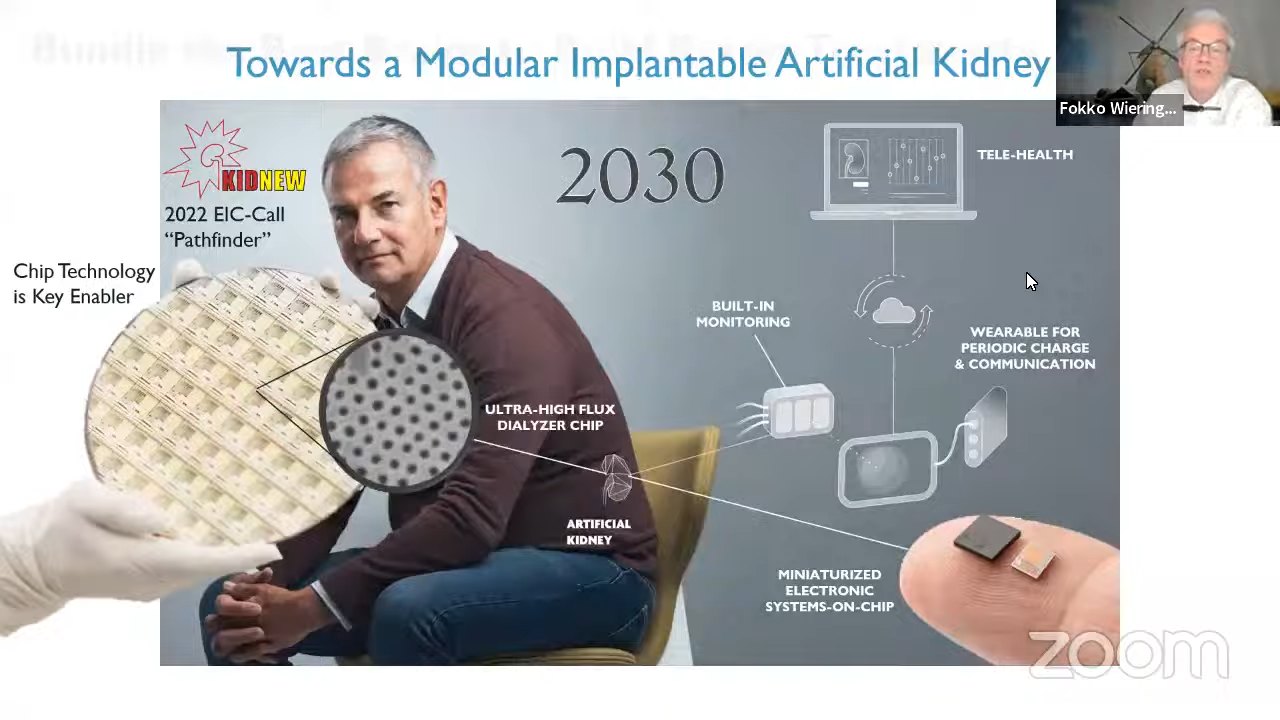 Towards a Modular Implantable Artificial Kidney
Fokko Wiering...
KIDNEW
2022 EIC-Call
“Pathfinder”
2030
TELE-HEALTH
Chip Technology
is Key Enabler
BUILT-IN
MONITORING
WEARABLE FOR
PERIODIC CHARGE
& COMMUNICATION
ULTRA-HIGH FLUX
DIALYZER CHIP
ARTIFICIAL
KIDNEY
MINIATURIZED
ELECTRONIC
SYSTEMS-ON-CHIP
zoom